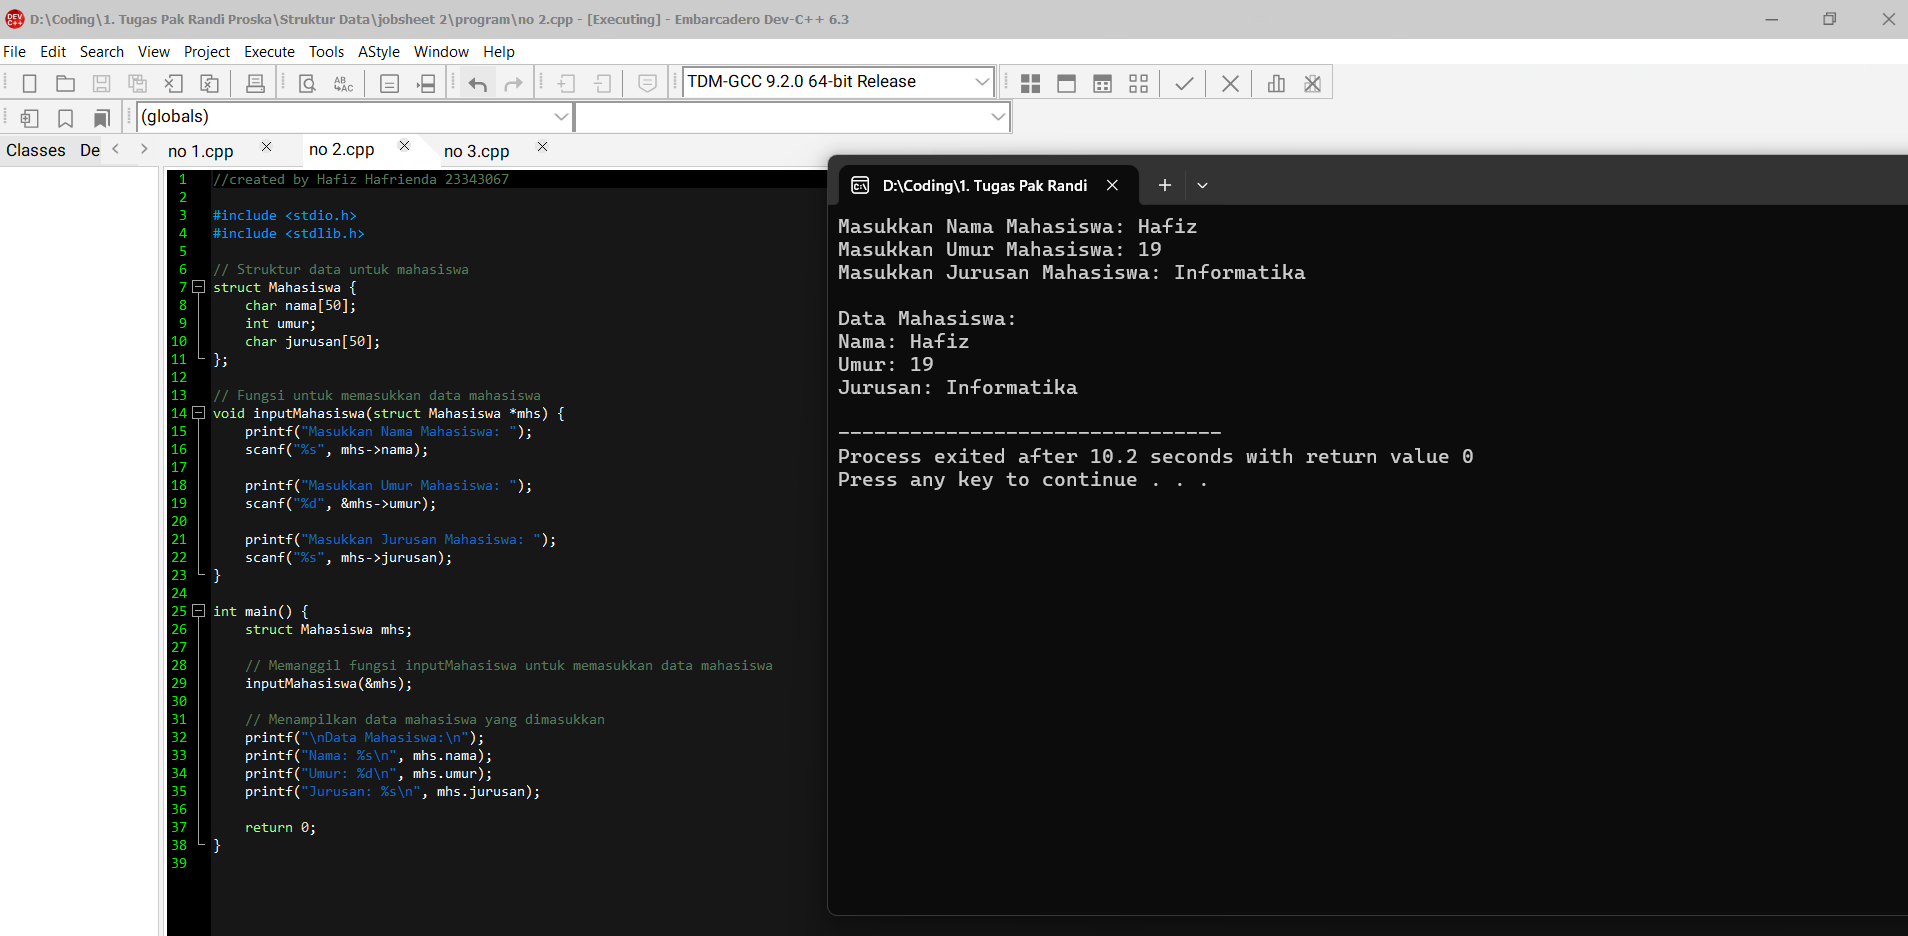 D:\Coding\1. Tugas Pak Randi Proska\Struktur Data\jobsheet 2\program\no 2.cpp - [Executing] - Embarcadero Dev-C++ 6.3
File Edit Search View Project Execute Tools AStyle Window Help
TDM-GCC 9.2.0 64-bit Release
(globals)
Classes De
no 1.cpp no 2.cpp no 3.cpp
1 //created by Hafiz Hafrienda 23343067
2
3 #include <stdio.h>
4 #include <stdlib.h>
5
6 // Struktur data untuk mahasiswa
7 struct Mahasiswa {
8     char nama[50];
9     int umur;
10     char jurusan[50];
11 };
12
13 // Fungsi untuk memasukkan data mahasiswa
14 void inputMahasiswa(struct Mahasiswa *mhs) {
15     printf("Masukkan Nama Mahasiswa: ");
16     scanf("%s", mhs->nama);
17
18     printf("Masukkan Umur Mahasiswa: ");
19     scanf("%d", &mhs->umur);
20
21     printf("Masukkan Jurusan Mahasiswa: ");
22     scanf("%s", mhs->jurusan);
23 }
24
25 int main() {
26     struct Mahasiswa mhs;
27
28     // Memanggil fungsi inputMahasiswa untuk memasukkan data mahasiswa
29     inputMahasiswa(&mhs);
30
31     // Menampilkan data mahasiswa yang dimasukkan
32     printf("\nData Mahasiswa:\n");
33     printf("Nama: %s\n", mhs.nama);
34     printf("Umur: %d\n", mhs.umur);
35     printf("Jurusan: %s\n", mhs.jurusan);
36
37     return 0;
38 }
39
D:\Coding\1. Tugas Pak Randi
Masukkan Nama Mahasiswa: Hafiz
Masukkan Umur Mahasiswa: 19
Masukkan Jurusan Mahasiswa: Informatika

Data Mahasiswa:
Nama: Hafiz
Umur: 19
Jurusan: Informatika

--------------------------------
Process exited after 10.2 seconds with return value 0
Press any key to continue . . .